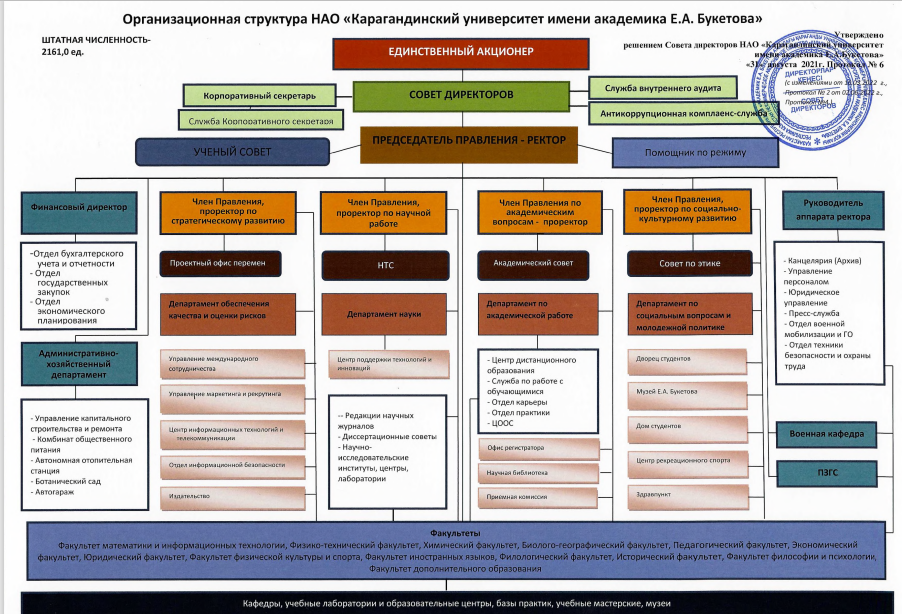 Организационная структура НАО «Карагандинский университет имени академика Е.А. Букетова»
ШТАТНАЯ ЧИСЛЕННОСТЬ-
2161,0 ед.
Утверждено
решением Совета директоров НАО «Карагандинский университет
имени академика Е.А.Букетова»
«31» августа 2021г. Протокол № 6
Протокол № 2 от
ДИРЕКТОРЛАР
КЕҢЕСІ
СОВЕТ
ДИРЕКТОРОВ
ЕДИНСТВЕННЫЙ АКЦИОНЕР
СОВЕТ ДИРЕКТОРОВ
Корпоративный секретарь
Служба Корпоративного секретаря
Служба внутреннего аудита
Антикоррупционная комплаенс-служба
ПРЕДСЕДАТЕЛЬ ПРАВЛЕНИЯ - РЕКТОР
УЧЕНЫЙ СОВЕТ
Помощник по режиму
Финансовый директор
-Отдел бухгалтерского
учета и отчетности
- Отдел
государственных
закупок
- Отдел
экономического
планирования
Административно-
хозяйственный
департамент
- Управление капитального
строительства и ремонта
- Комбинат общественного
питания
- Автономная отопительная
станция
- Ботанический сад
- Автогараж
Член Правления,
проректор по
стратегическому развитию
Проектный офис перемен
Департамент обеспечения
качества и оценки рисков
Управление международного
сотрудничества
Управление маркетинга и рекрутинга
Центр информационных технологий и
телекоммуникации
Отдел информационной безопасности
Издательство
Член Правления,
проректор по научной
работе
НТС
Департамент науки
Центр поддержки технологий и
инноваций
-- Редакции научных
журналов
- Диссертационные советы
- Научно-
исследовательские
институты, центры,
лаборатории
Член Правления по
академическим
вопросам - проректор
Академический совет
Департамент по
академической работе
- Центр дистанционного
образования
- Служба по работе с
обучающимися
- Отдел карьеры
- Отдел практики
- ЦООС
Офис регистратора
Научная библиотека
Приемная комиссия
Член Правления,
проректор по социально-
культурному развитию
Совет по этике
Департамент по
социальным вопросам и
молодежной политике
Дворец студентов
Музей Е.А. Букетова
Дом студентов
Центр рекреационного спорта
Здравпункт
Руководитель
аппарата ректора
- Канцелярия (Архив)
- Управление
персоналом
- Юридическое
управление
- Пресс-служба
- Отдел военной
мобилизации и ГО
- Отдел техники
безопасности и охраны
труда
Военная кафедра
ПЗГС
Факультеты
Факультет математики и информационных технологии, Физико-технический факультет, Химический факультет, Биолого-географический факультет, Педагогический факультет, Экономический
факультет, Юридический факультет, Факультет физической культуры и спорта, Факультет иностранных языков, Филологический факультет, Исторический факультет, Факультет философии и психологии,
Факультет дополнительного образования
Кафедры, учебные лаборатории и образовательные центры, базы практик, учебные мастерские, музеи